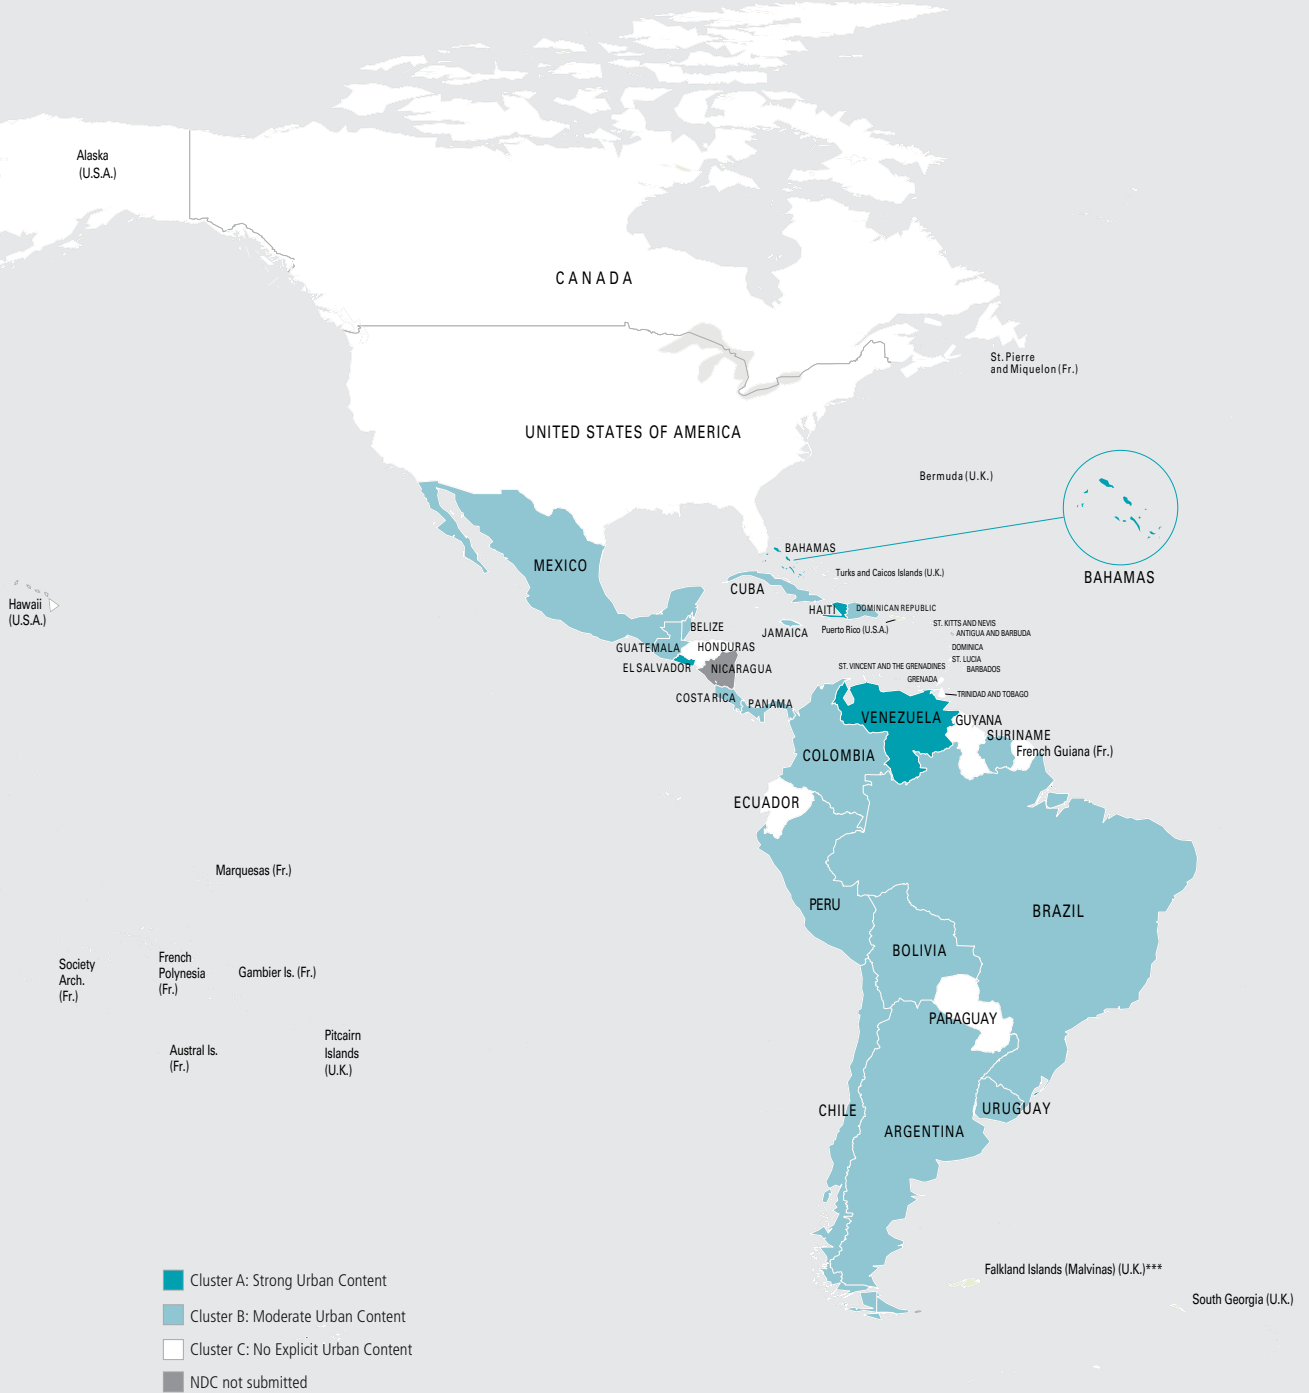 Alaska
(U.S.A.)
CANADA
St. Pierre
and Miquelon (Fr.)
UNITED STATES OF AMERICA
Bermuda (U.K.)
BAHAMAS
MEXICO
Turks and Caicos Islands (U.K.)
BAHAMAS
CUBA
Hawaii
(U.S.A.)
HAITI
DOMINICAN REPUBLIC
ST. KITTS AND NEVIS
BELIZE
JAMAICA
Puerto Rico (U.S.A.)
ANTIGUA AND BARBUDA
GUATEMALA
HONDURAS
DOMINICA
ST. LUCIA
EL SALVADOR
NICARAGUA
ST. VINCENT AND THE GRENADINES
BARBADOS
GRENADA
COSTA RICA
PANAMA
TRINIDAD AND TOBAGO
VENEZUELA
GUYANA
SURINAME
French Guiana (Fr.)
COLOMBIA
ECUADOR
Marquesas (Fr.)
PERU
BRAZIL
BOLIVIA
Society
Arch.
(Fr.)
French
Polynesia
(Fr.)
Gambier Is. (Fr.)
PARAGUAY
Austral Is.
(Fr.)
Pitcairn
Islands
(U.K.)
CHILE
URUGUAY
ARGENTINA
Falkland Islands (Malvinas) (U.K.)***
South Georgia (U.K.)
Cluster A: Strong Urban Content
Cluster B: Moderate Urban Content
Cluster C: No Explicit Urban Content
NDC not submitted